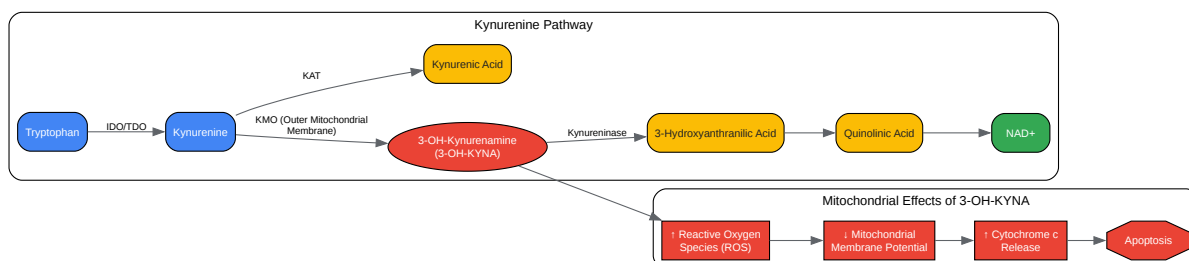 Kynurenine Pathway
Kynurenic Acid
KAT
KMO (Outer Mitochondrial
Membrane)
Tryptophan
IDO/TDO
Kynurenine
3-OH-Kynurenamine
(3-OH-KYNA)
Kynureninase
3-Hydroxyanthranilic Acid
Quinolinic Acid
NAD+
Mitochondrial Effects of 3-OH-KYNA
↑ Reactive Oxygen
Species (ROS)
↓ Mitochondrial
Membrane Potential
↑ Cytochrome c
Release
Apoptosis